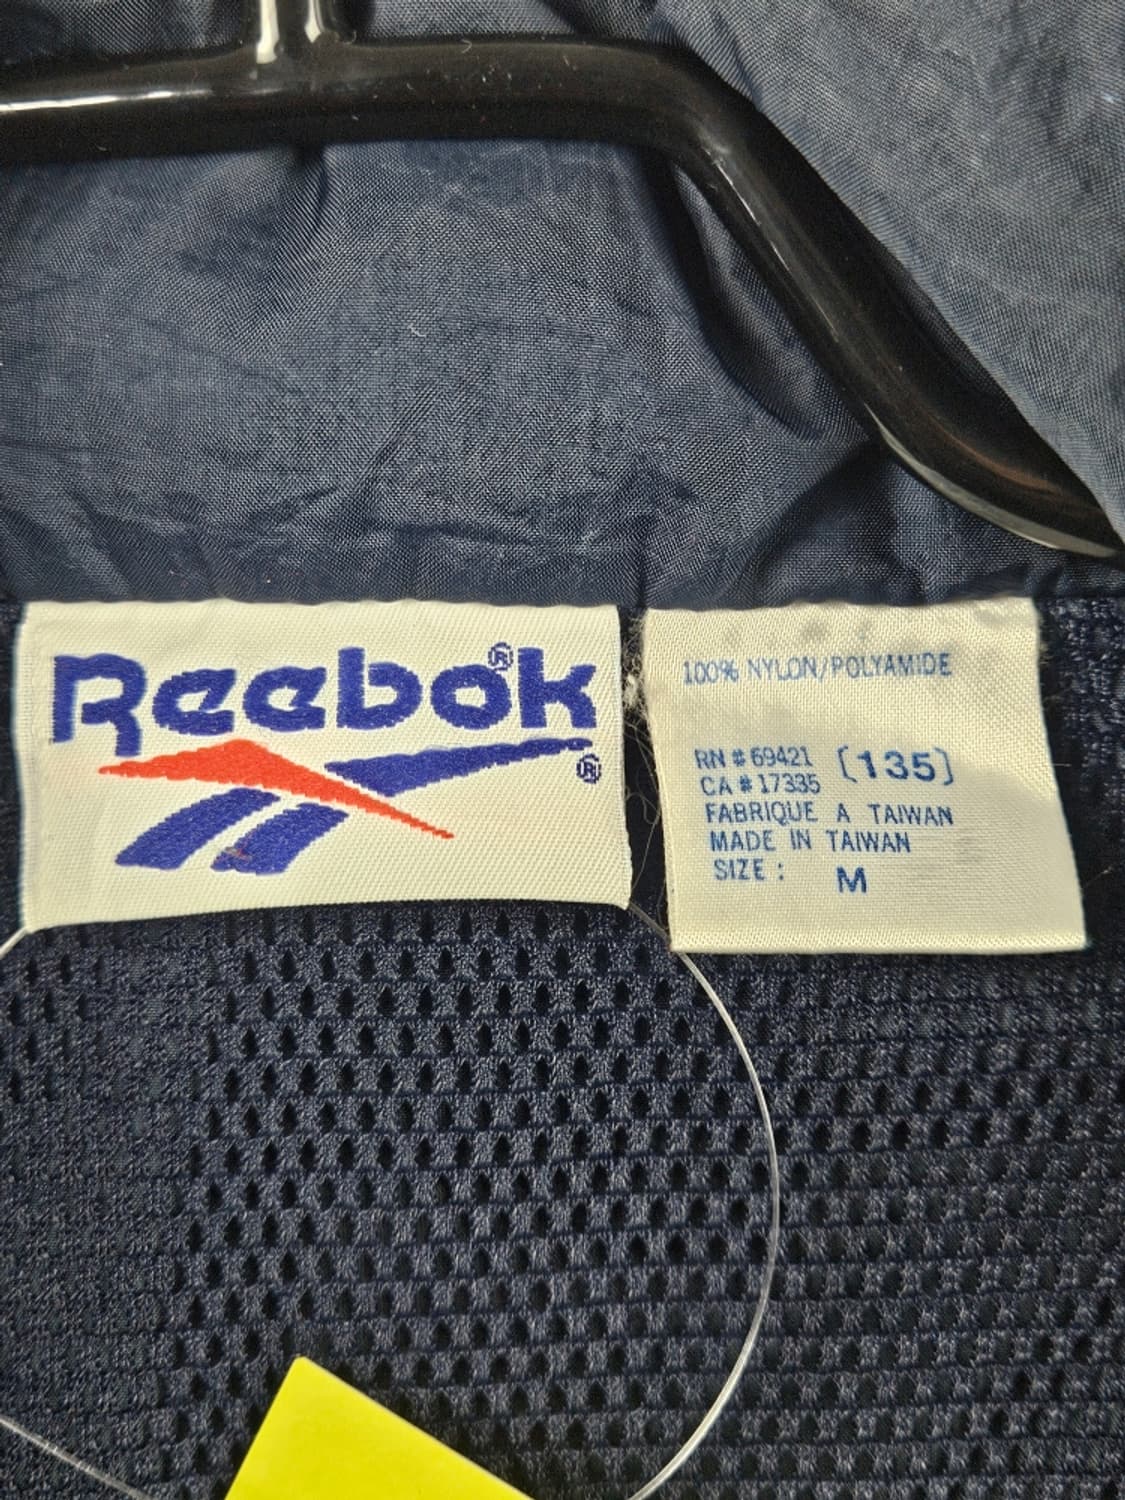 Reebok®
®
100% NYLON/POLYAMIDE
RN # 69421 (135)
CA # 17335
FABRIQUE A TAIWAN
MADE IN TAIWAN
SIZE : M